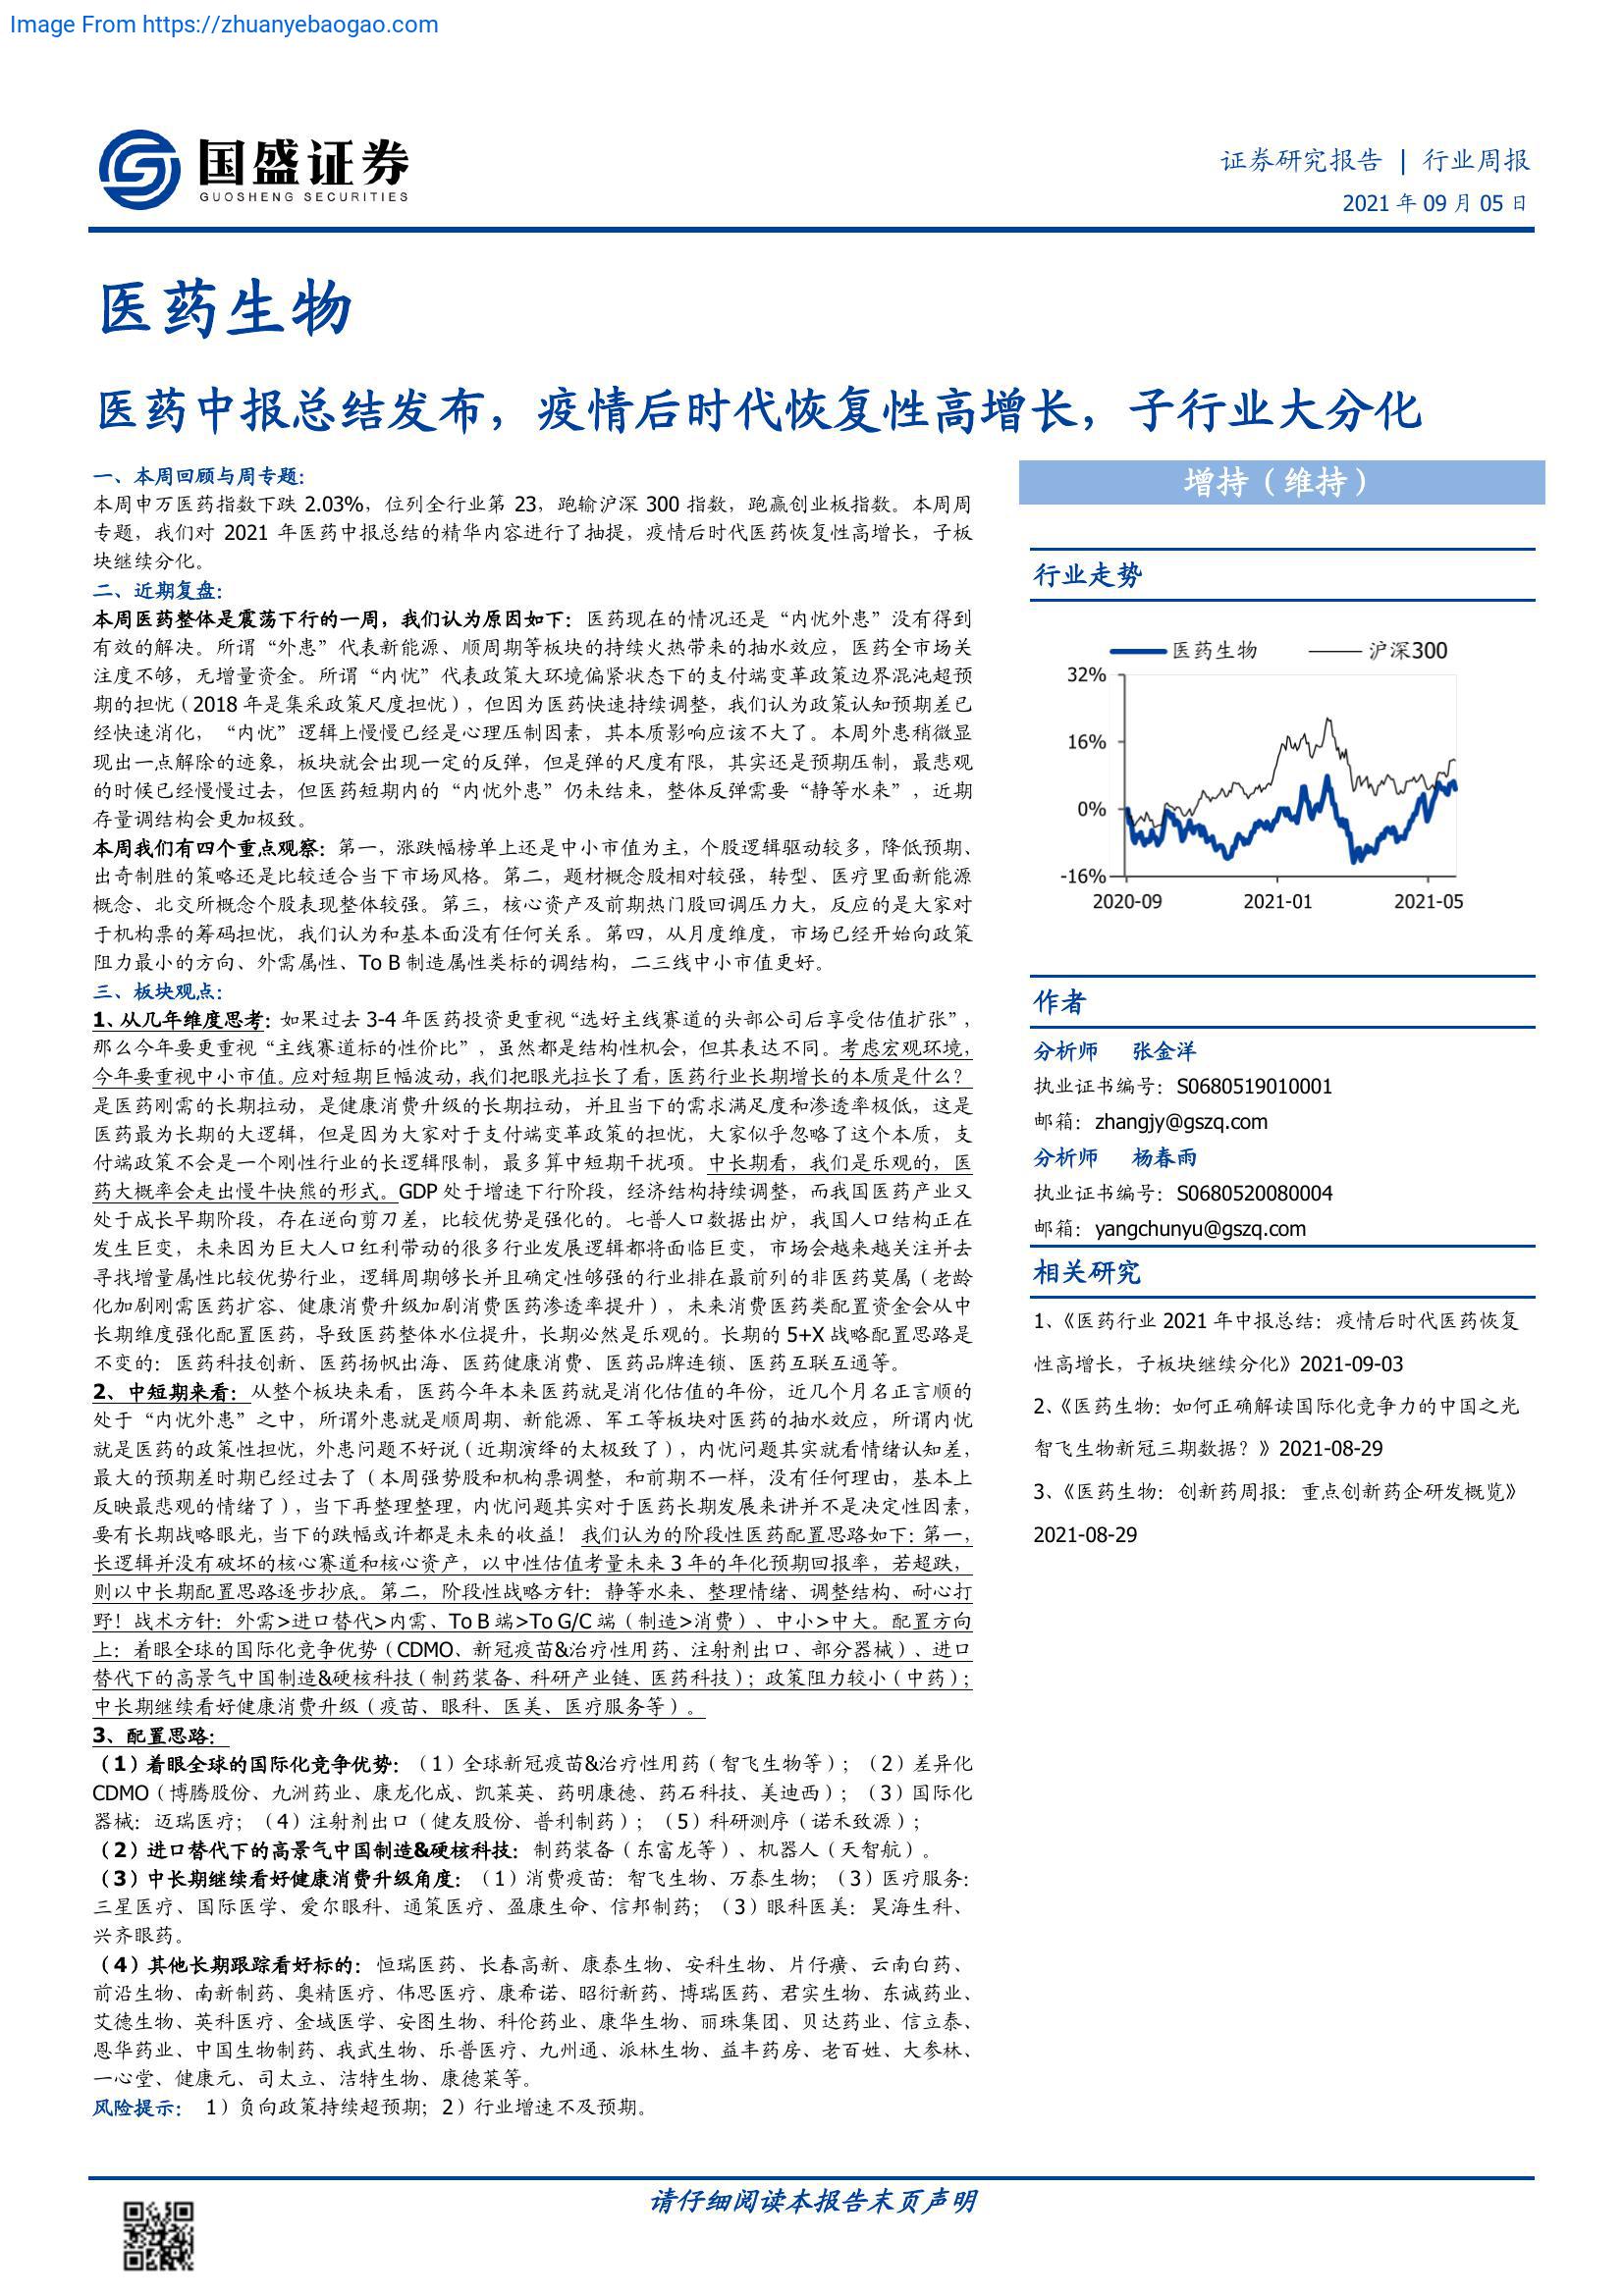 Image From https://zhuanyebaogao.com
国盛证券
GUOSHENG SECURITIES
证券研究报告 | 行业周报
2021 年 09 月 05 日
医药生物
医药中报总结发布，疫情后时代恢复性高增长，子行业大分化
一、本周回顾与周专题：
本周申万医药指数下跌 2.03%，位列全行业第 23，跑输沪深 300 指数，跑赢创业板指数。本周周
专题，我们对 2021 年医药中报总结的精华内容进行了抽提，疫情后时代医药恢复性高增长，子板
块继续分化。
二、近期复盘：
本周医药整体是震荡下行的一周，我们认为原因如下：医药现在的情况还是“内忧外患”没有得到
有效的解决。所谓“外患”代表新能源、顺周期等板块的持续火热带来的抽水效应，医药全市场关
注度不够，无增量资金。所谓“内忧”代表政策大环境偏紧状态下的支付端变革政策边界混沌超预
期的担忧（2018 年是集采政策尺度担忧），但因为医药快速持续调整，我们认为政策认知预期差已
经快速消化，“内忧”逻辑上慢慢已经是心理压制因素，其本质影响应该不大了。本周外患稍微显
现出一点解除的迹象，板块就会出现一定的反弹，但是弹的尺度有限，其实还是预期压制，最悲观
的时候已经慢慢过去，但医药短期内的“内忧外患”仍未结束，整体反弹需要“静等水来”，近期
存量调结构会更加极致。
本周我们有四个重点观察：第一，涨跌幅榜单上还是中小市值为主，个股逻辑驱动较多，降低预期、
出奇制胜的策略还是比较适合当下市场风格。第二，题材概念股相对较强，转型、医疗里面新能源
概念、北交所概念个股表现整体较强。第三，核心资产及前期热门股回调压力大，反应的是大家对
于机构票的筹码担忧，我们认为和基本面没有任何关系。第四，从月度维度，市场已经开始向政策
阻力最小的方向、外需属性、To B 制造属性类标的调结构，二三线中小市值更好。
三、板块观点：
1、从几年维度思考：如果过去 3-4 年医药投资更重视“选好主线赛道的头部公司后享受估值扩张”，
那么今年要更重视“主线赛道标的性价比”，虽然都是结构性机会，但其表达不同。考虑宏观环境，
今年要重视中小市值。应对短期巨幅波动，我们把眼光拉长了看，医药行业长期增长的本质是什么？
是医药刚需的长期拉动，是健康消费升级的长期拉动，并且当下的需求满足度和渗透率极低，这是
医药最为长期的大逻辑，但是因为大家对于支付端变革政策的担忧，大家似乎忽略了这个本质，支
付端政策不会是一个刚性行业的长逻辑限制，最多算中短期干扰项。中长期看，我们是乐观的，医
药大概率会走出慢牛快熊的形式。GDP 处于增速下行阶段，经济结构持续调整，而我国医药产业又
处于成长早期阶段，存在逆向剪刀差，比较优势是强化的。七普人口数据出炉，我国人口结构正在
发生巨变，未来因为巨大人口红利带动的很多行业发展逻辑都将面临巨变，市场会越来越关注并去
寻找增量属性比较优势行业，逻辑周期够长并且确定性够强的行业排在最前列的非医药莫属（老龄
化加剧刚需医药扩容、健康消费升级加剧消费医药渗透率提升），未来消费医药类配置资金会从中
长期维度强化配置医药，导致医药整体水位提升，长期必然是乐观的。长期的 5+X 战略配置思路是
不变的：医药科技创新、医药扬帆出海、医药健康消费、医药品牌连锁、医药互联互通等。
2、中短期来看：从整个板块来看，医药今年本来医药就是消化估值的年份，近几个月名正言顺的
处于“内忧外患”之中，所谓外患就是顺周期、新能源、军工等板块对医药的抽水效应，所谓内忧
就是医药的政策性担忧，外患问题不好说（近期演绎的太极致了），内忧问题其实就看情绪认知差，
最大的预期差时期已经过去了（本周强势股和机构票调整，和前期不一样，没有任何理由，基本上
反映最悲观的情绪了），当下再整理整理，内忧问题其实对于医药长期发展来讲并不是决定性因素，
要有长期战略眼光，当下的跌幅或许都是未来的收益！我们认为的阶段性医药配置思路如下：第一，
长逻辑并没有破坏的核心赛道和核心资产，以中性估值考量未来 3 年的年化预期回报率，若超跌，
则以中长期配置思路逐步抄底。第二，阶段性战略方针：静等水来、整理情绪、调整结构、耐心打
野！战术方针：外需>进口替代>内需、To B 端>To G/C 端（制造>消费）、中小>中大。配置方向
上：着眼全球的国际化竞争优势（CDMO、新冠疫苗&治疗性用药、注射剂出口、部分器械）、进口
替代下的高景气中国制造&硬核科技（制药装备、科研产业链、医药科技）；政策阻力较小（中药）；
中长期继续看好健康消费升级（疫苗、眼科、医美、医疗服务等）。
3、配置思路：
（1）着眼全球的国际化竞争优势：（1）全球新冠疫苗&治疗性用药（智飞生物等）；（2）差异化
CDMO（博腾股份、九洲药业、康龙化成、凯莱英、药明康德、药石科技、美迪西）；（3）国际化
器械：迈瑞医疗；（4）注射剂出口（健友股份、普利制药）；（5）科研测序（诺禾致源）；
（2）进口替代下的高景气中国制造&硬核科技：制药装备（东富龙等）、机器人（天智航）。
（3）中长期继续看好健康消费升级角度：（1）消费疫苗：智飞生物、万泰生物；（3）医疗服务：
三星医疗、国际医学、爱尔眼科、通策医疗、盈康生命、信邦制药；（3）眼科医美：昊海生科、
兴齐眼药。
（4）其他长期跟踪看好标的：恒瑞医药、长春高新、康泰生物、安科生物、片仔癀、云南白药、
前沿生物、南新制药、奥精医疗、伟思医疗、康希诺、昭衍新药、博瑞医药、君实生物、东诚药业、
艾德生物、英科医疗、金域医学、安图生物、科伦药业、康华生物、丽珠集团、贝达药业、信立泰、
恩华药业、中国生物制药、我武生物、乐普医疗、九州通、派林生物、益丰药房、老百姓、大参林、
一心堂、健康元、司太立、洁特生物、康德莱等。
风险提示：1）负向政策持续超预期；2）行业增速不及预期。
增持（维持）
行业走势
医药生物 沪深300
32%
16%
0%
-16%
2020-09 2021-01 2021-05
作者
分析师 张金洋
执业证书编号：S0680519010001
邮箱：zhangjy@gszq.com
分析师 杨春雨
执业证书编号：S0680520080004
邮箱：yangchunyu@gszq.com
相关研究
1、《医药行业 2021 年中报总结：疫情后时代医药恢复
性高增长，子板块继续分化》2021-09-03
2、《医药生物：如何正确解读国际化竞争力的中国之光
智飞生物新冠三期数据？》2021-08-29
3、《医药生物：创新药周报：重点创新药企研发概览》
2021-08-29
请仔细阅读本报告末页声明